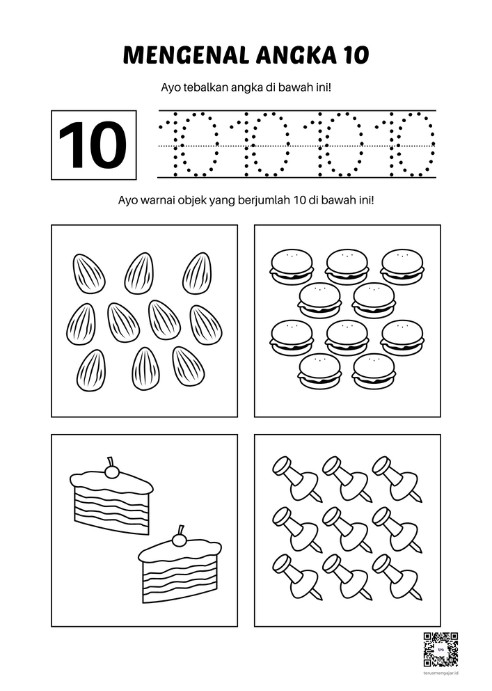 MENGENAL ANGKA 10
Ayo tebalkan angka di bawah ini!
10
10 10 10 10
Ayo warnai objek yang berjumlah 10 di bawah ini!